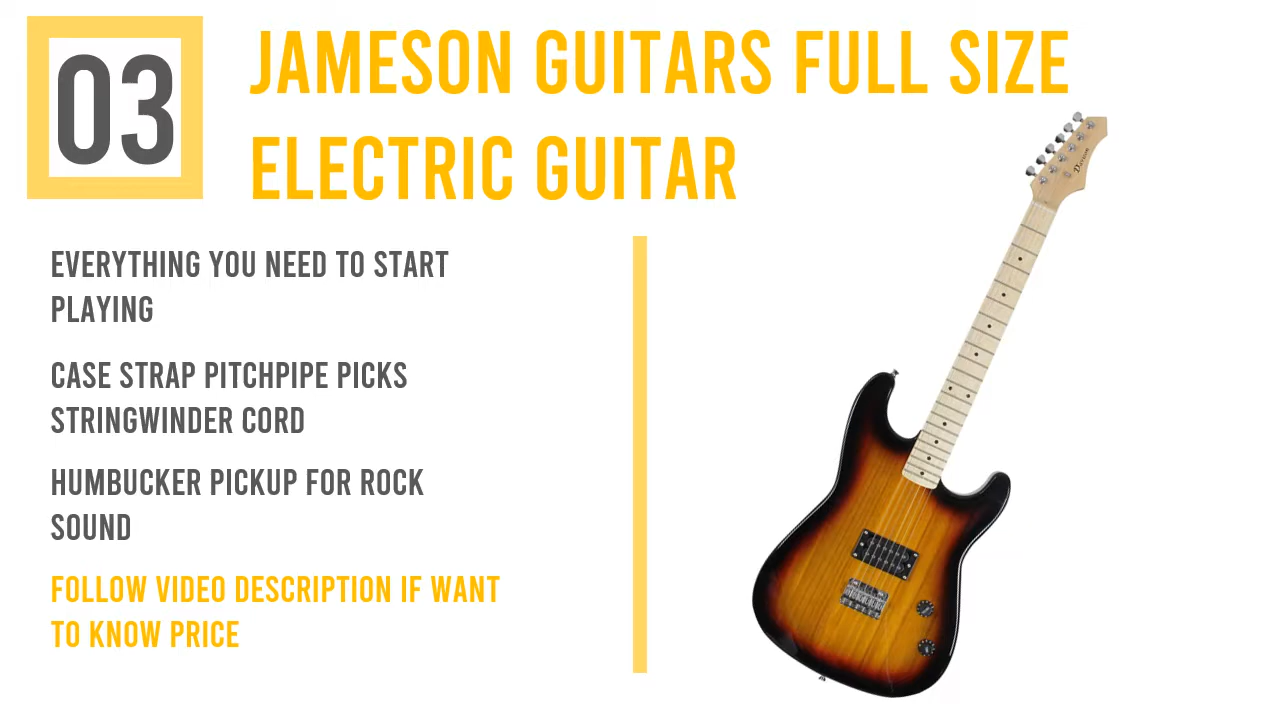 03
JAMESON GUITARS FULL SIZE
ELECTRIC GUITAR
EVERYTHING YOU NEED TO START
PLAYING
CASE STRAP PITCHPIPE PICKS
STRINGWINDER CORD
HUMBUCKER PICKUP FOR ROCK
SOUND
FOLLOW VIDEO DESCRIPTION IF WANT
TO KNOW PRICE